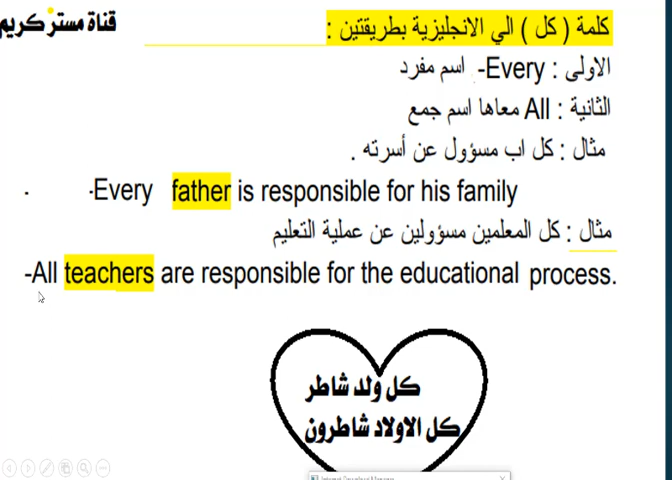 قناة مستر كريم
كلمة ( كل ) الي الانجليزية بطريقتين :
الاولى : Every- اسم مفرد
الثانية : All معاها اسم جمع
مثال : كل اب مسؤول عن أسرته .
- -Every father is responsible for his family
مثال : كل المعلمين مسؤولين عن عملية التعليم
-All teachers are responsible for the educational process.
كل ولد شاطر
كل الاولاد شاطرون